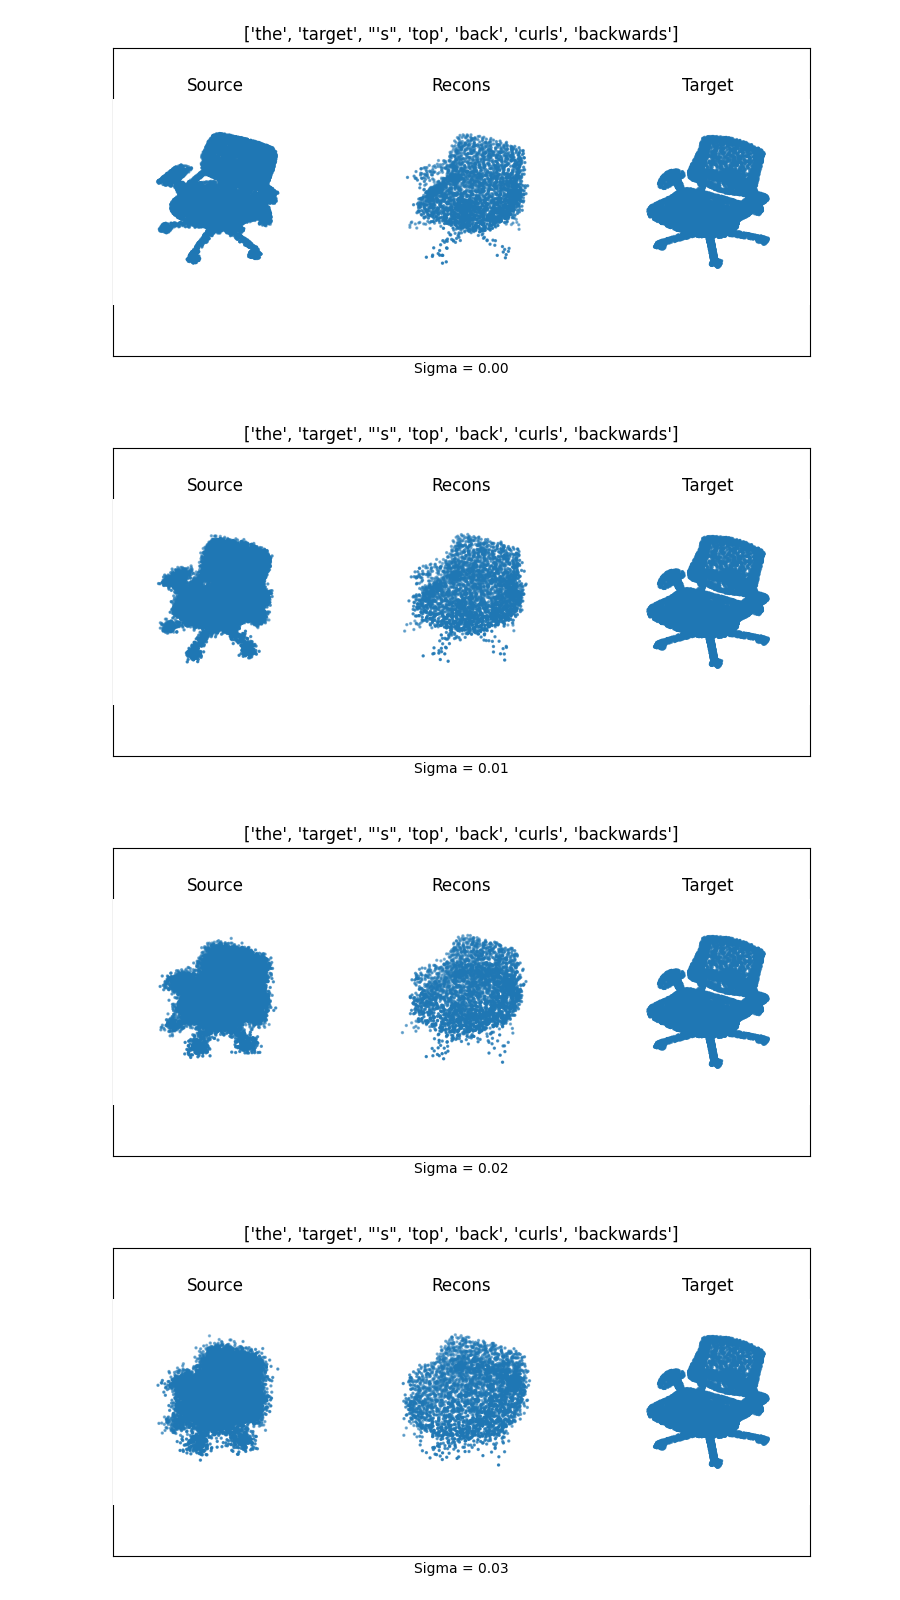 ['the', 'target', "'s", 'top', 'back', 'curls', 'backwards']
Source Recons Target
Sigma = 0.00
['the', 'target', "'s", 'top', 'back', 'curls', 'backwards']
Source Recons Target
Sigma = 0.01
['the', 'target', "'s", 'top', 'back', 'curls', 'backwards']
Source Recons Target
Sigma = 0.02
['the', 'target', "'s", 'top', 'back', 'curls', 'backwards']
Source Recons Target
Sigma = 0.03